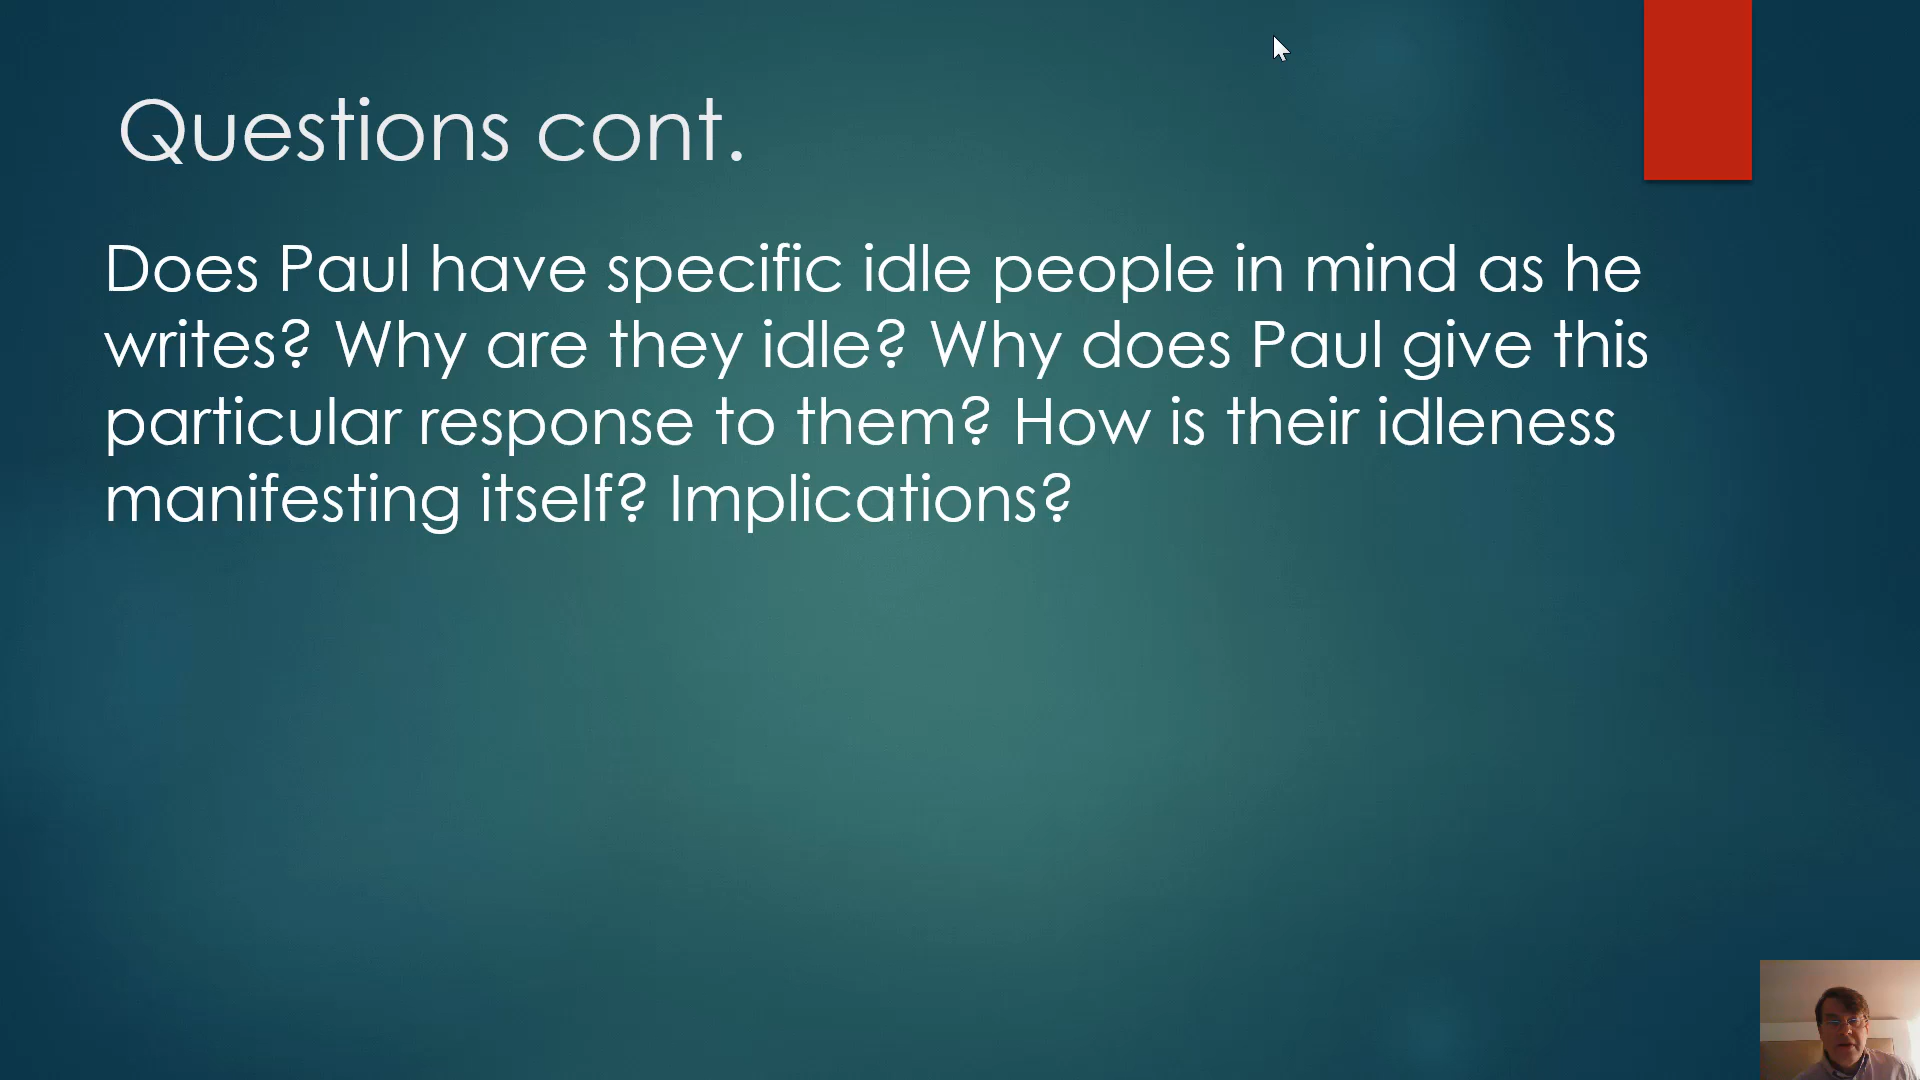 Questions cont.
Does Paul have specific idle people in mind as he
writes? Why are they idle? Why does Paul give this
particular response to them? How is their idleness
manifesting itself? Implications?